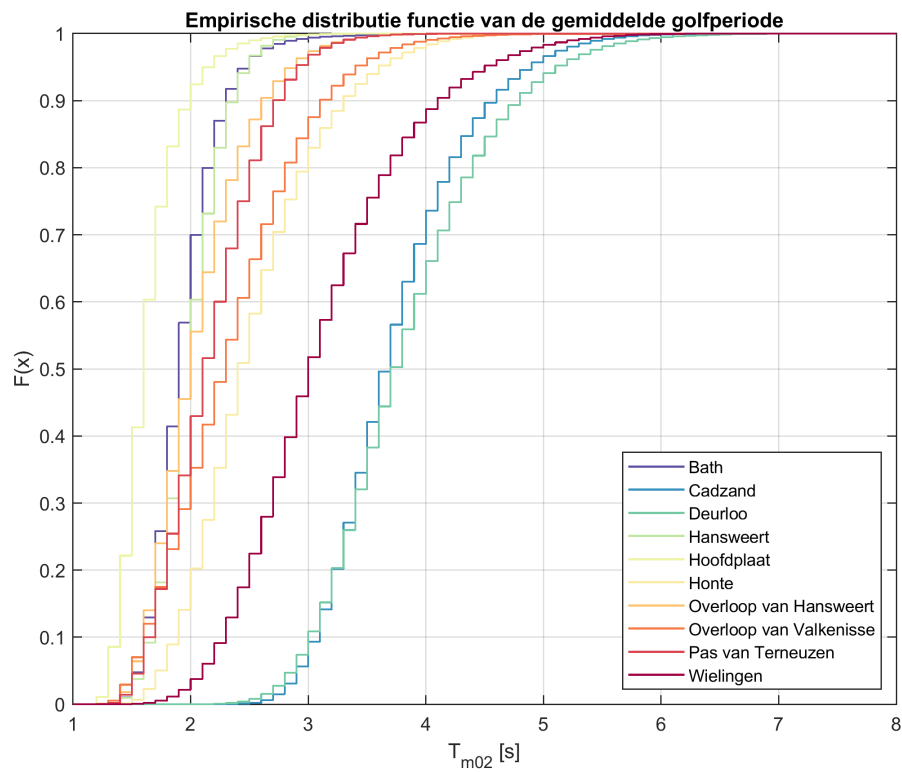 Empirische distributie functie van de gemiddelde golfperiode
1
0.9
0.8
0.7
0.6
0.5
0.4
0.3
0.2
0.1
0
F(x)
Bath
Cadzand
Deurloo
Hansweert
Hoofdplaat
Honte
Overloop van Hansweert
Overloop van Valkenisse
Pas van Terneuzen
Wielingen
1 2 3 4 5 6 7 8
T_m02 [s]